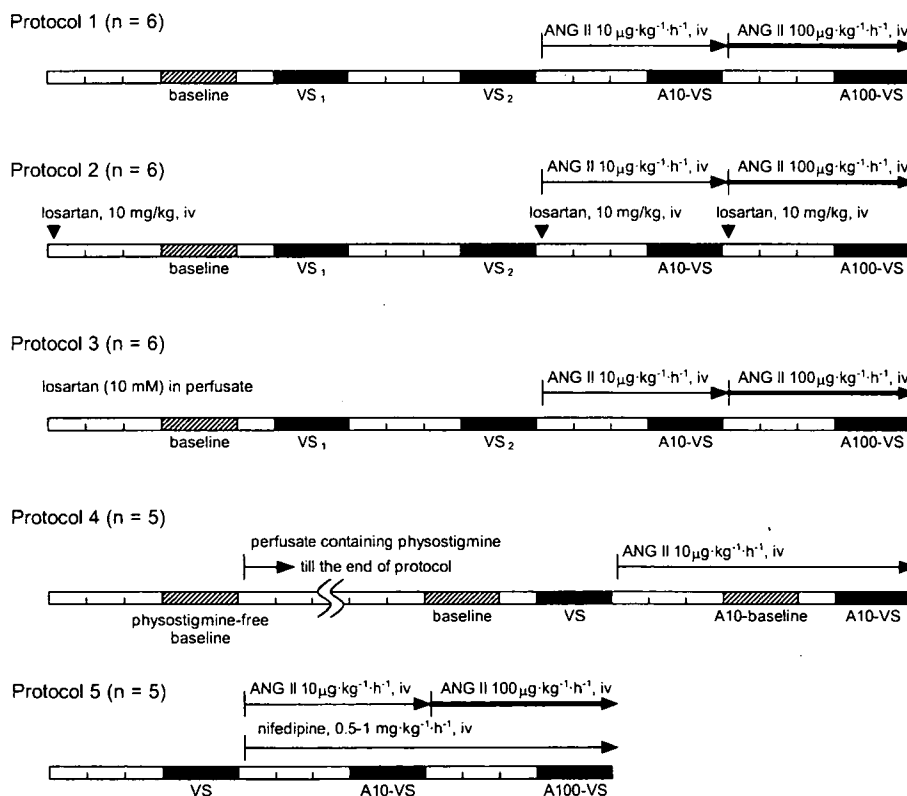 Protocol 1 (n = 6)
ANG II 10 μg·kg⁻¹·h⁻¹, iv
ANG II 100 μg·kg⁻¹·h⁻¹, iv
baseline
VS₁
VS₂
A10-VS
A100-VS
Protocol 2 (n = 6)
ANG II 10 μg·kg⁻¹·h⁻¹, iv
ANG II 100 μg·kg⁻¹·h⁻¹, iv
losartan, 10 mg/kg, iv
losartan, 10 mg/kg, iv
losartan, 10 mg/kg, iv
baseline
VS₁
VS₂
A10-VS
A100-VS
Protocol 3 (n = 6)
losartan (10 mM) in perfusate
ANG II 10 μg·kg⁻¹·h⁻¹, iv
ANG II 100 μg·kg⁻¹·h⁻¹, iv
baseline
VS₁
VS₂
A10-VS
A100-VS
Protocol 4 (n = 5)
perfusate containing physostigmine
till the end of protocol
ANG II 10 μg·kg⁻¹·h⁻¹, iv
physostigmine-free
baseline
baseline
VS
A10-baseline
A10-VS
Protocol 5 (n = 5)
ANG II 10 μg·kg⁻¹·h⁻¹, iv
ANG II 100 μg·kg⁻¹·h⁻¹, iv
nifedipine, 0.5-1 mg·kg⁻¹·h⁻¹, iv
VS
A10-VS
A100-VS